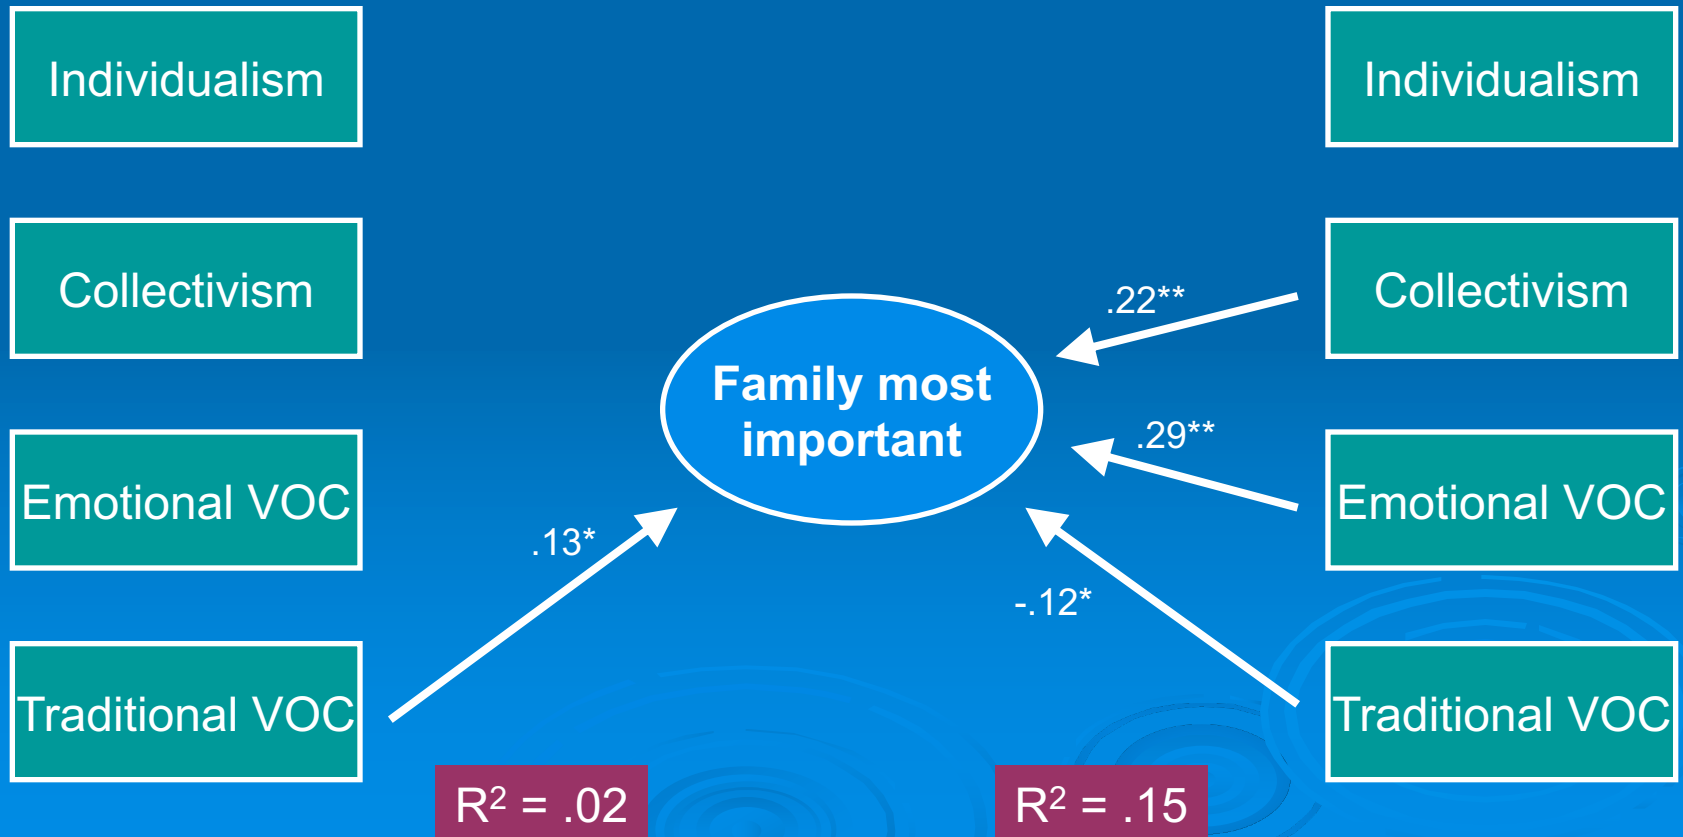 Individualism
Individualism
Collectivism
Collectivism
.22**
Family most
important
.29**
Emotional VOC
Emotional VOC
.13*
-.12*
Traditional VOC
Traditional VOC
R² = .02
R² = .15